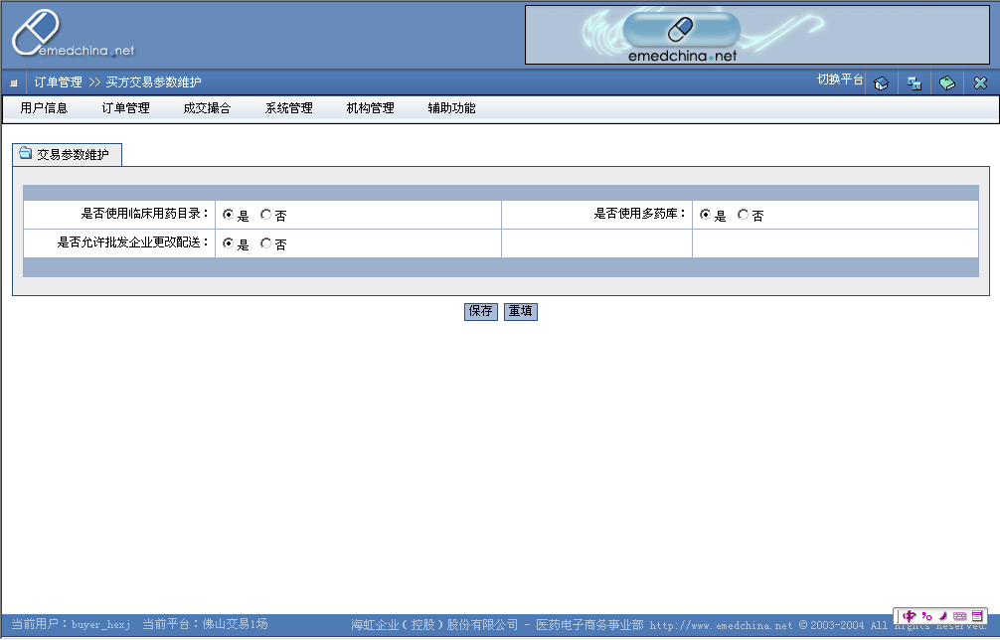 emedchina.net
emedchina.net
订单管理 >> 买方交易参数维护
切换平台
用户信息 订单管理 成交撮合 系统管理 机构管理 辅助功能
交易参数维护
是否使用临床用药目录： 是 否 是否使用多药库： 是 否
是否允许批发企业更改配送： 是 否
保存 重填
当前用户：buyer_hexj 当前平台：佛山交易1场 海虹企业(控股)股份有限公司 - 医药电子商务事业部 http://www.emedchina.net ©2003-2004 All Rights Reserved
中